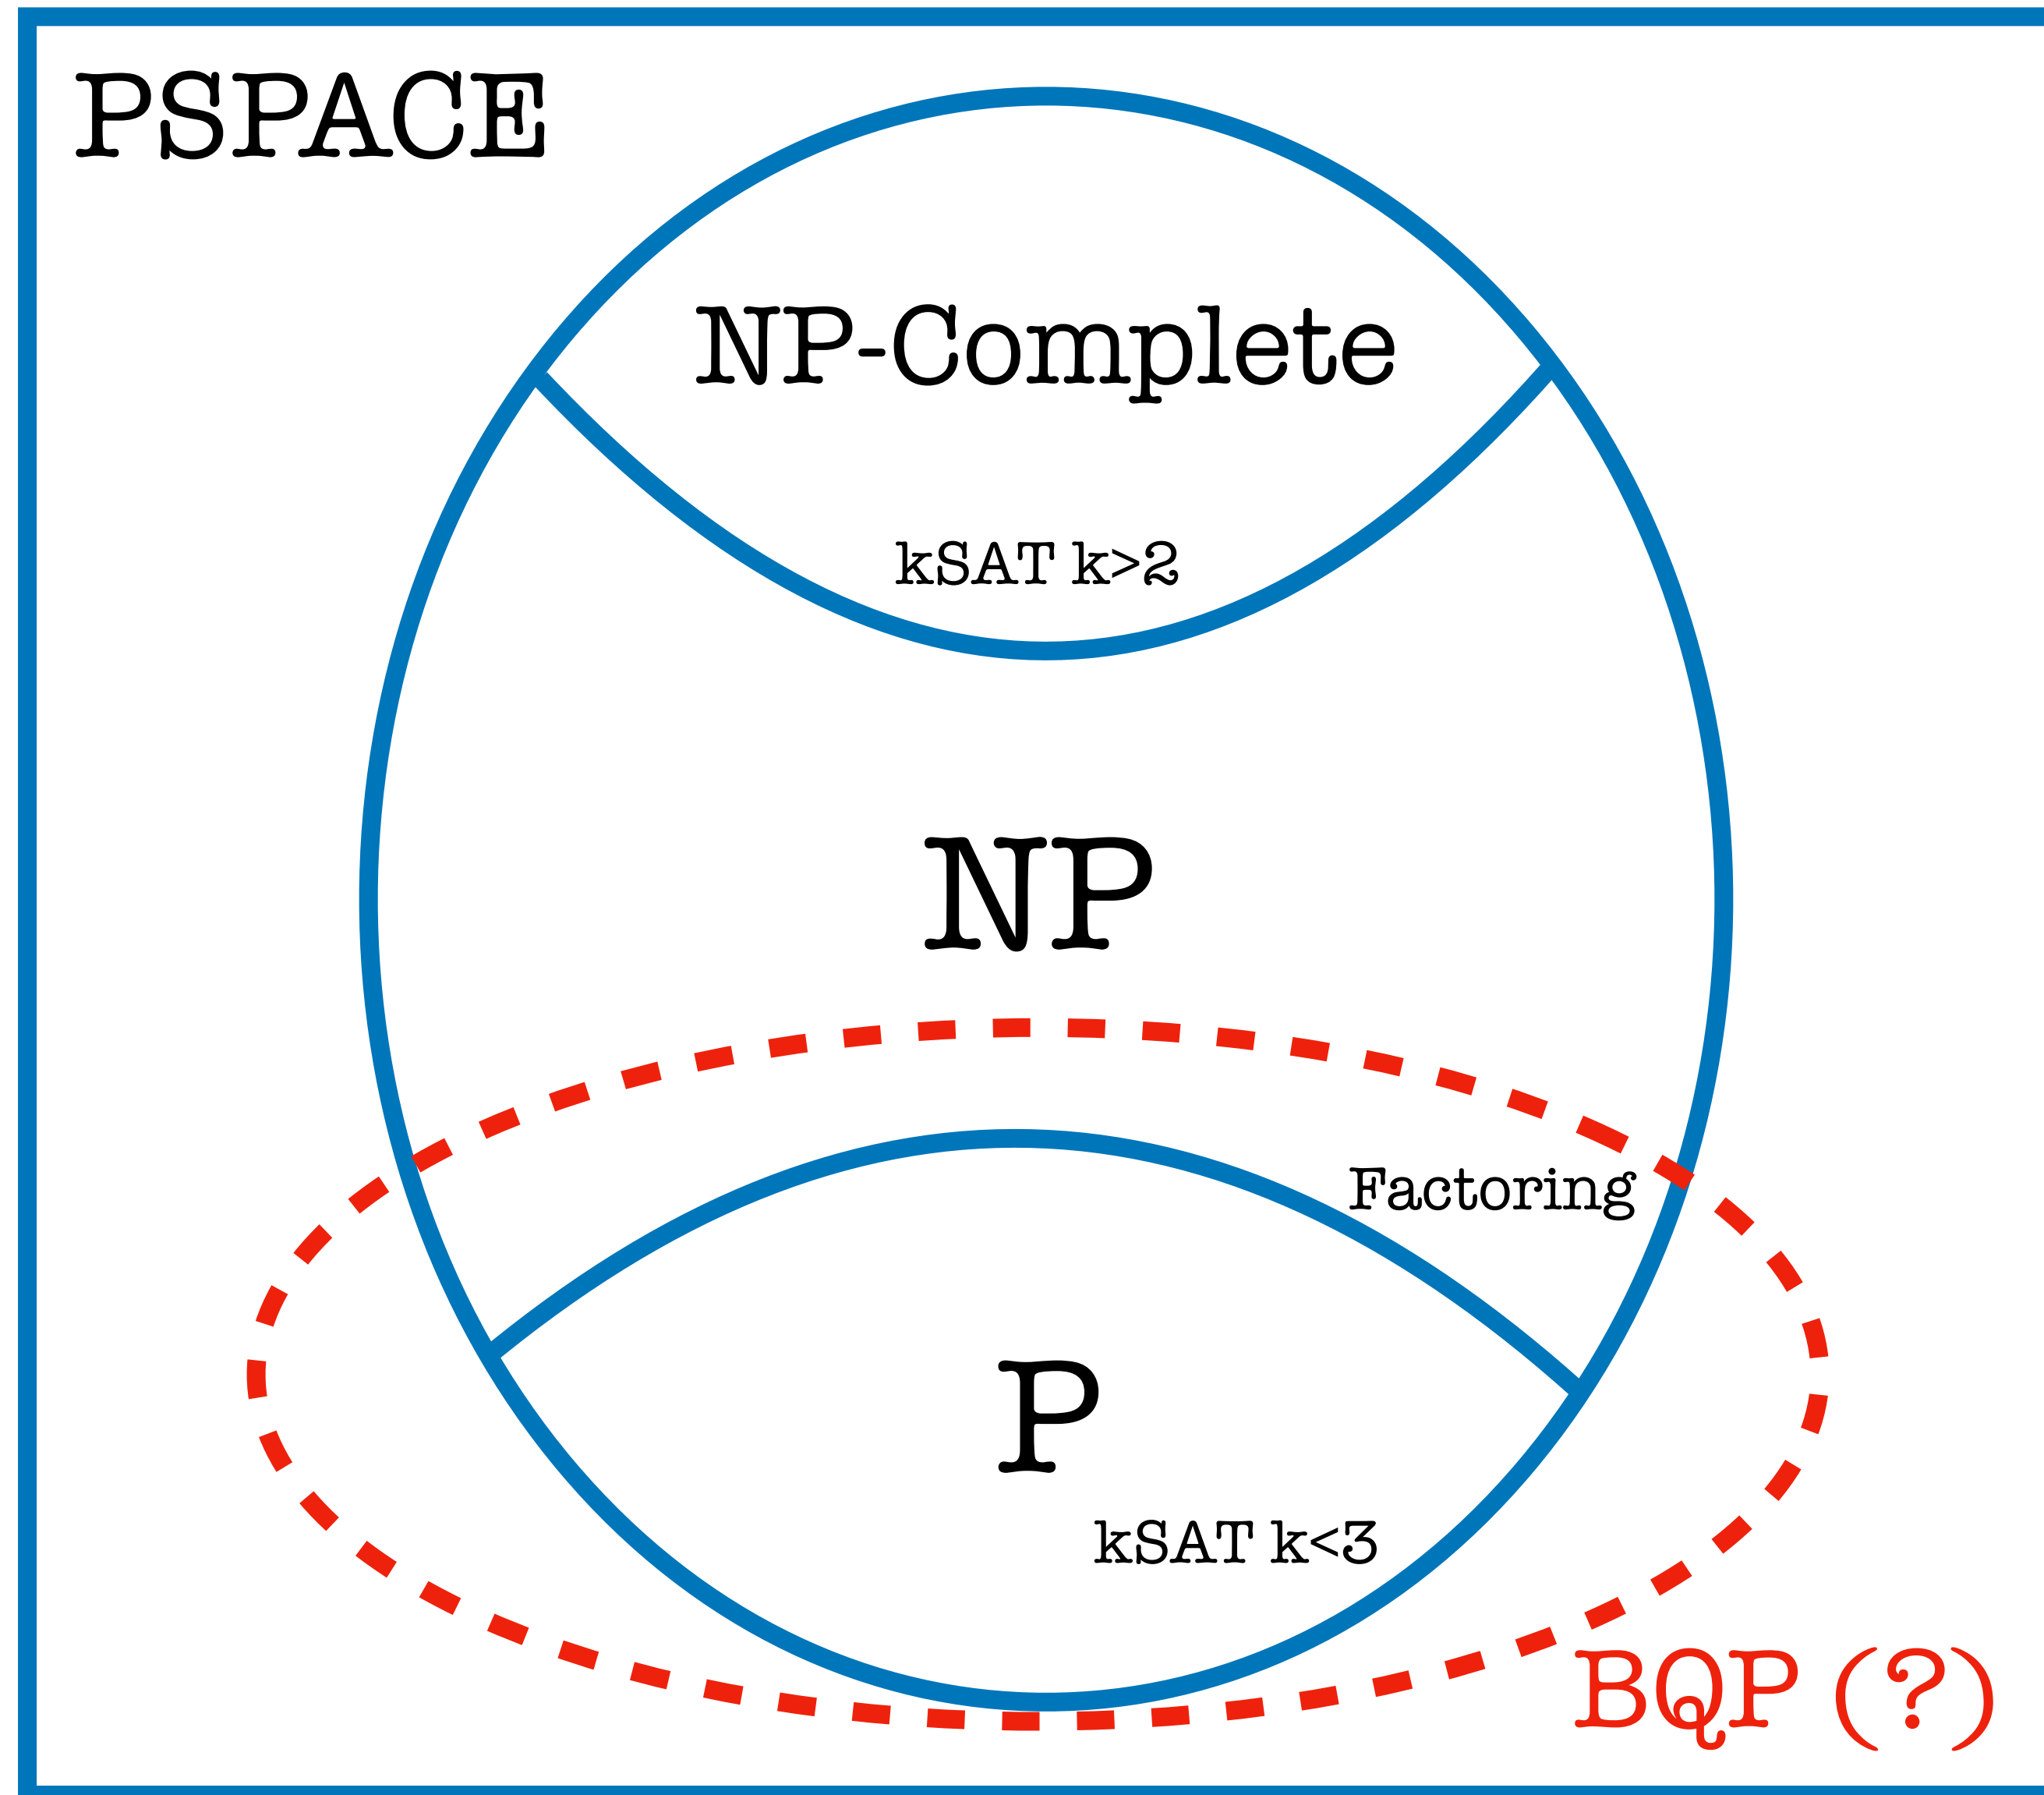 PSPACE
NP-Complete
kSAT k>2
NP
Factoring
P
kSAT k<3
BQP (?)